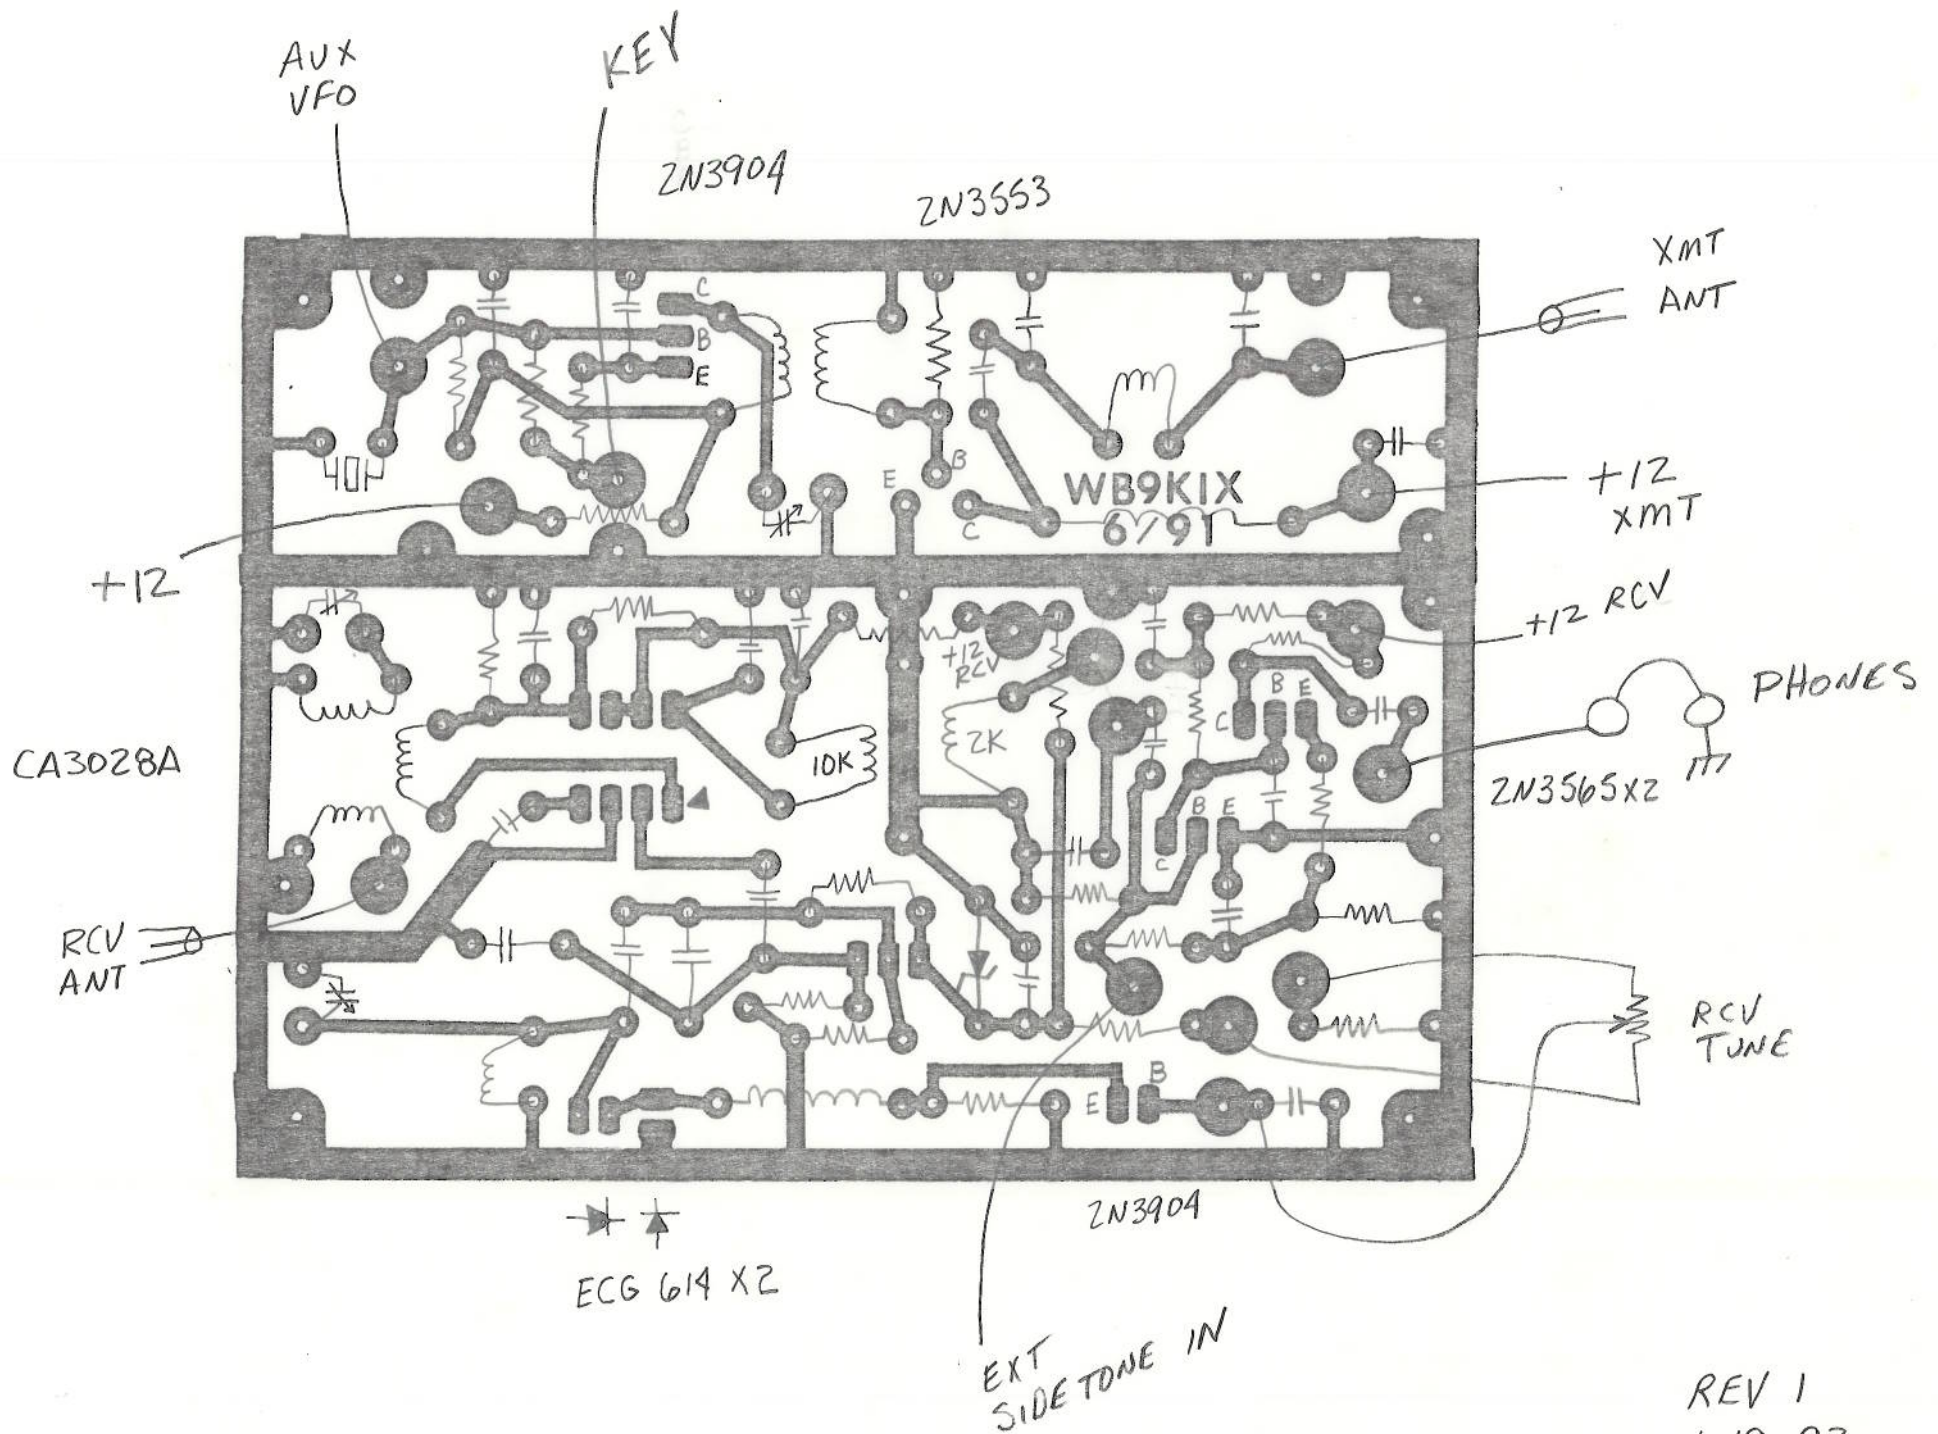 AUX
VFO
KEY
2N3904
2N3553
XMT
ANT
C
B
E
B
E
C
WB9KIX
6/91
+12
XMT
+12
+12 RCV
+12
RCV
PHONES
B E
C
2K
10K
CA3028A
2N3565X2
B E
C
RCV
ANT
RCV
TUNE
B
E
2N3904
ECG 614 X2
EXT
SIDETONE IN
REV 1